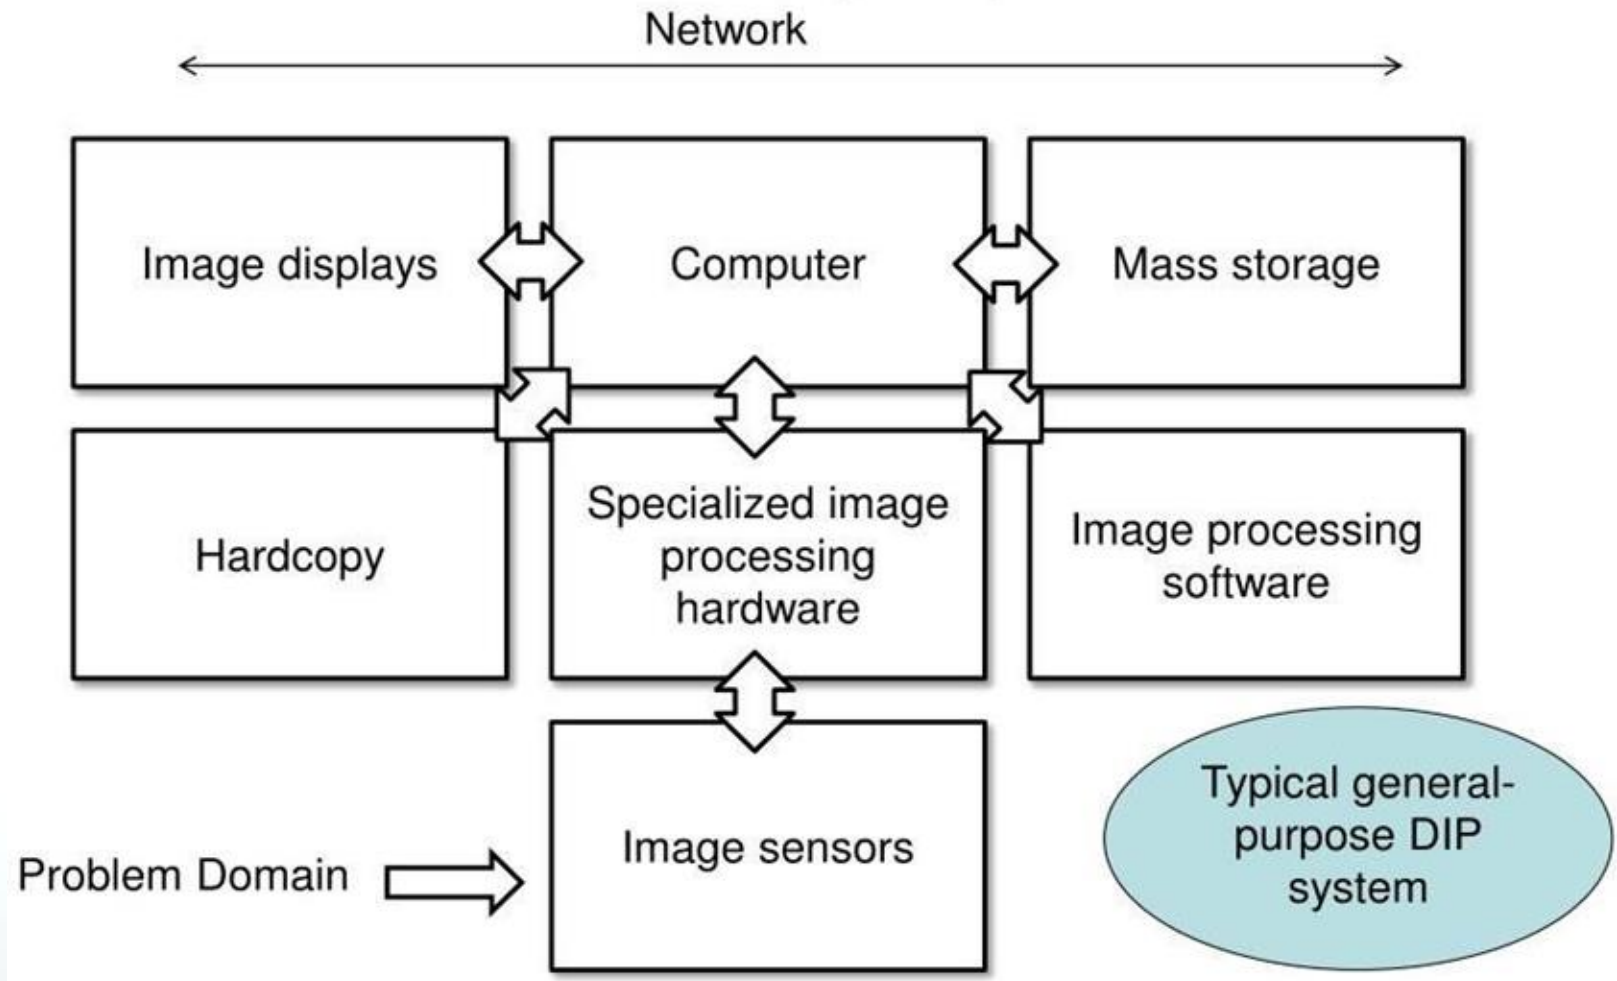 Network
Image displays
Computer
Mass storage
Hardcopy
Specialized image
processing
hardware
Image processing
software
Image sensors
Problem Domain
Typical general-
purpose DIP
system